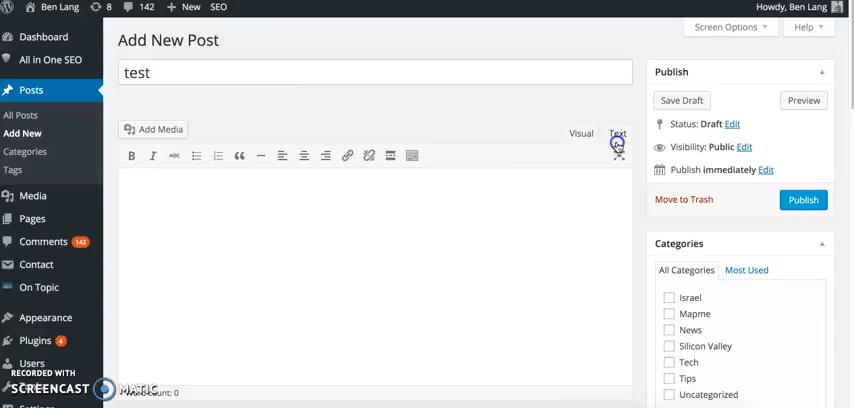 Ben Lang 8 142 + New SEO Howdy, Ben Lang
Screen Options Help
Dashboard
All in One SEO
Posts
All Posts
Add New
Categories
Tags
Media
Pages
Comments 142
Contact
On Topic
Appearance
Plugins 4
Users
Add New Post
test
Add Media
Visual Text
B I ABC
Word count: 0
Publish
Save Draft Preview
Status: Draft Edit
Visibility: Public Edit
Publish immediately Edit
Move to Trash Publish
Categories
All Categories Most Used
Israel
Mapme
News
Silicon Valley
Tech
Tips
Uncategorized
RECORDED WITH
SCREENCAST MATIC